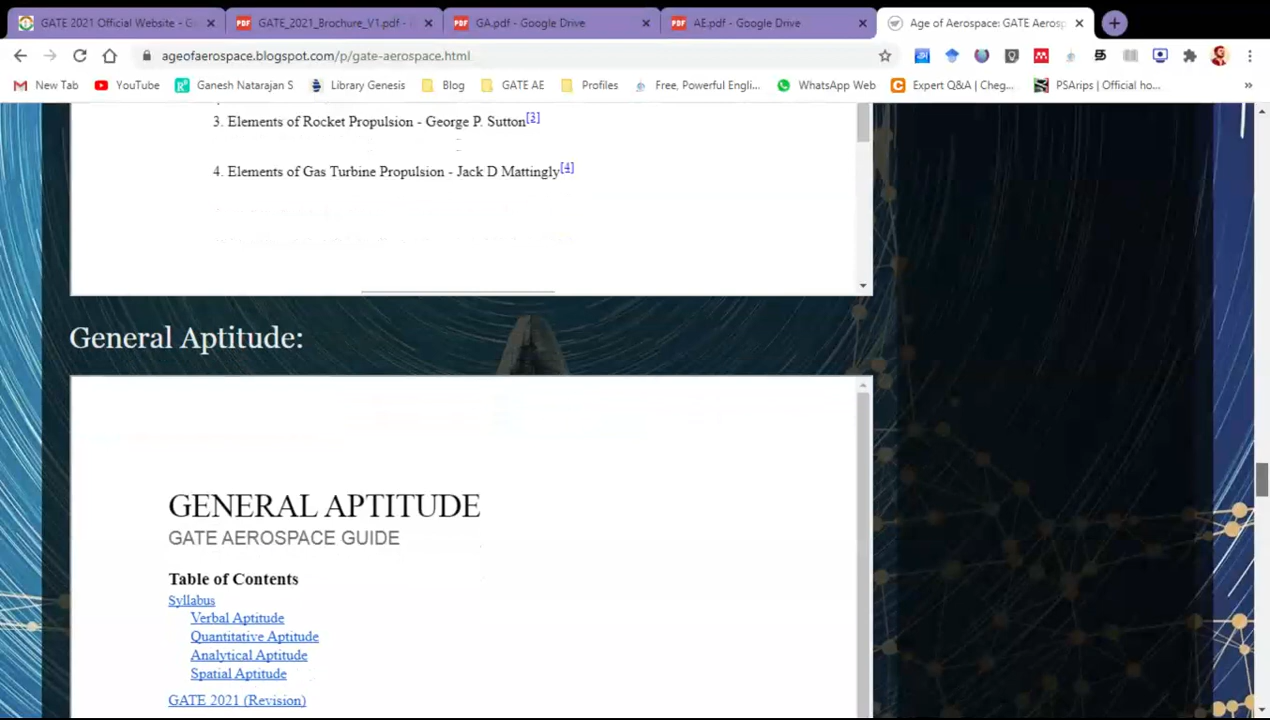 GATE 2021 Official Website - G
GATE_2021_Brochure_V1.pdf - G
GA.pdf - Google Drive
AE.pdf - Google Drive
Age of Aerospace: GATE Aerosp
ageofaerospace.blogspot.com/p/gate-aerospace.html
New Tab
YouTube
Ganesh Natarajan S
Library Genesis
Blog
GATE AE
Profiles
Free, Powerful Engli...
WhatsApp Web
Expert Q&A | Cheg...
PSArips | Official ho...
3. Elements of Rocket Propulsion - George P. Sutton[3]
4. Elements of Gas Turbine Propulsion - Jack D Mattingly[4]
General Aptitude:
GENERAL APTITUDE
GATE AEROSPACE GUIDE
Table of Contents
Syllabus
Verbal Aptitude
Quantitative Aptitude
Analytical Aptitude
Spatial Aptitude
GATE 2021 (Revision)